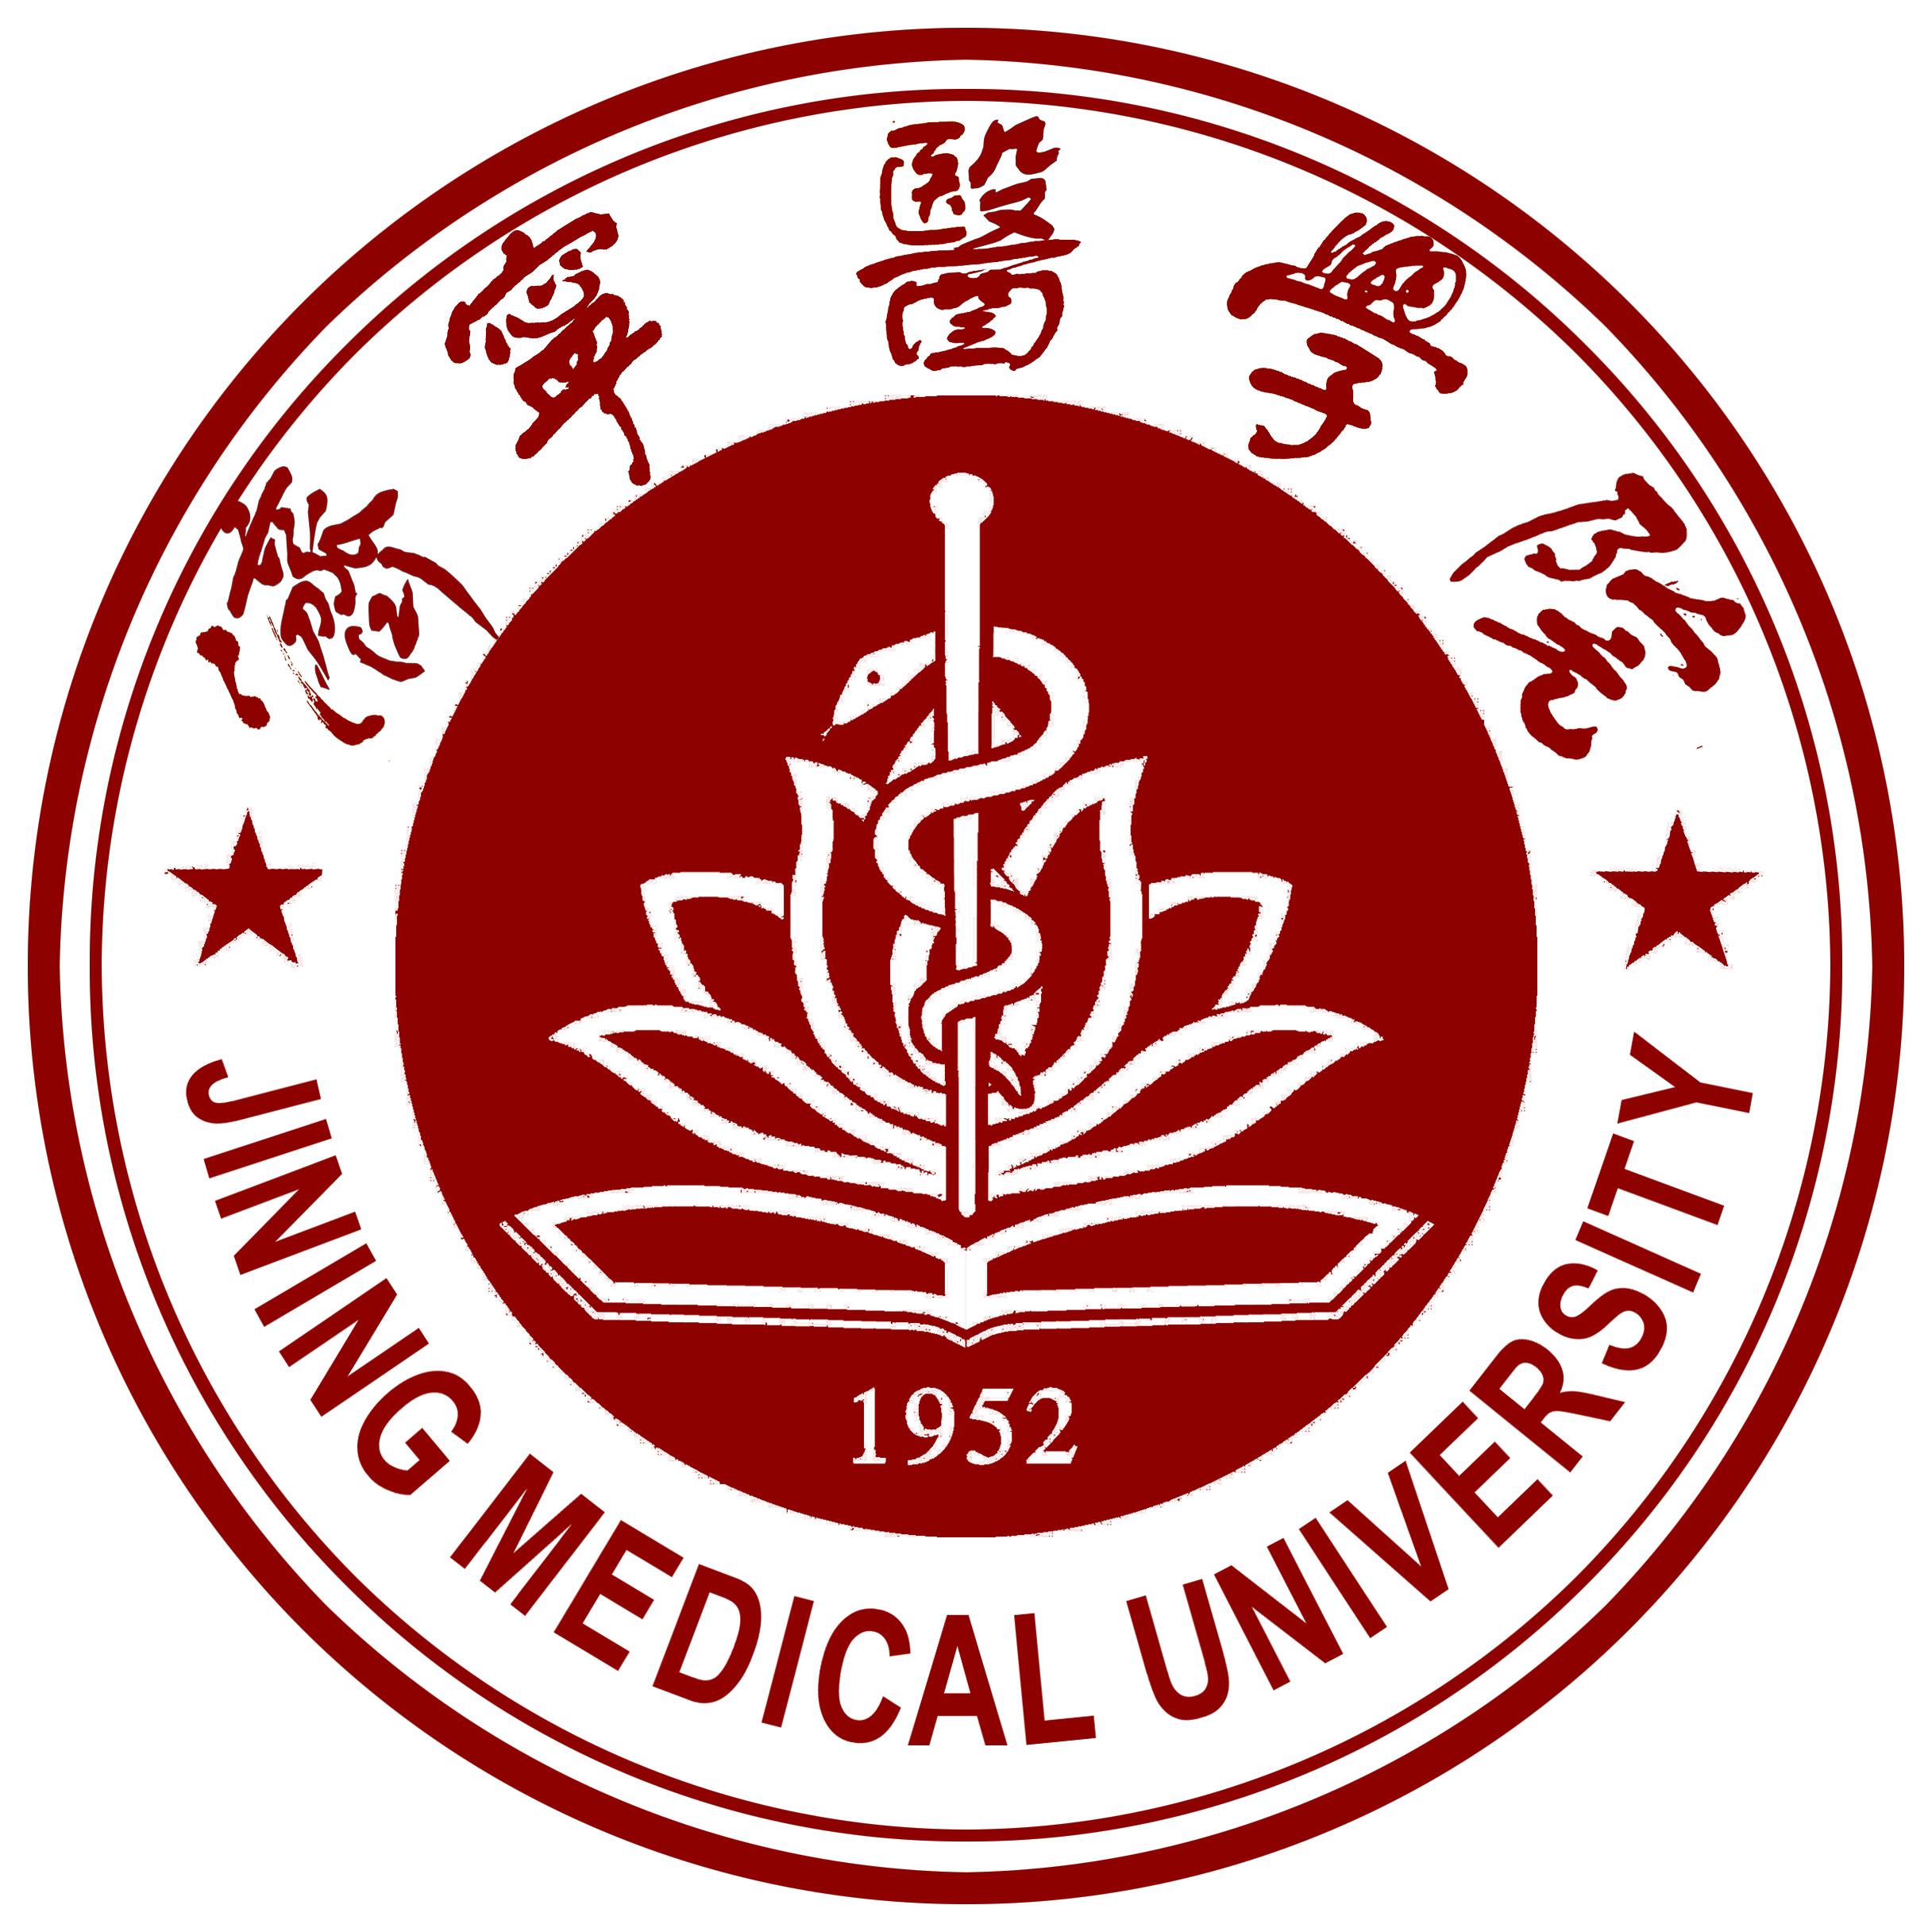 濟寧醫學院
JINING MEDICAL UNIVERSITY
1952